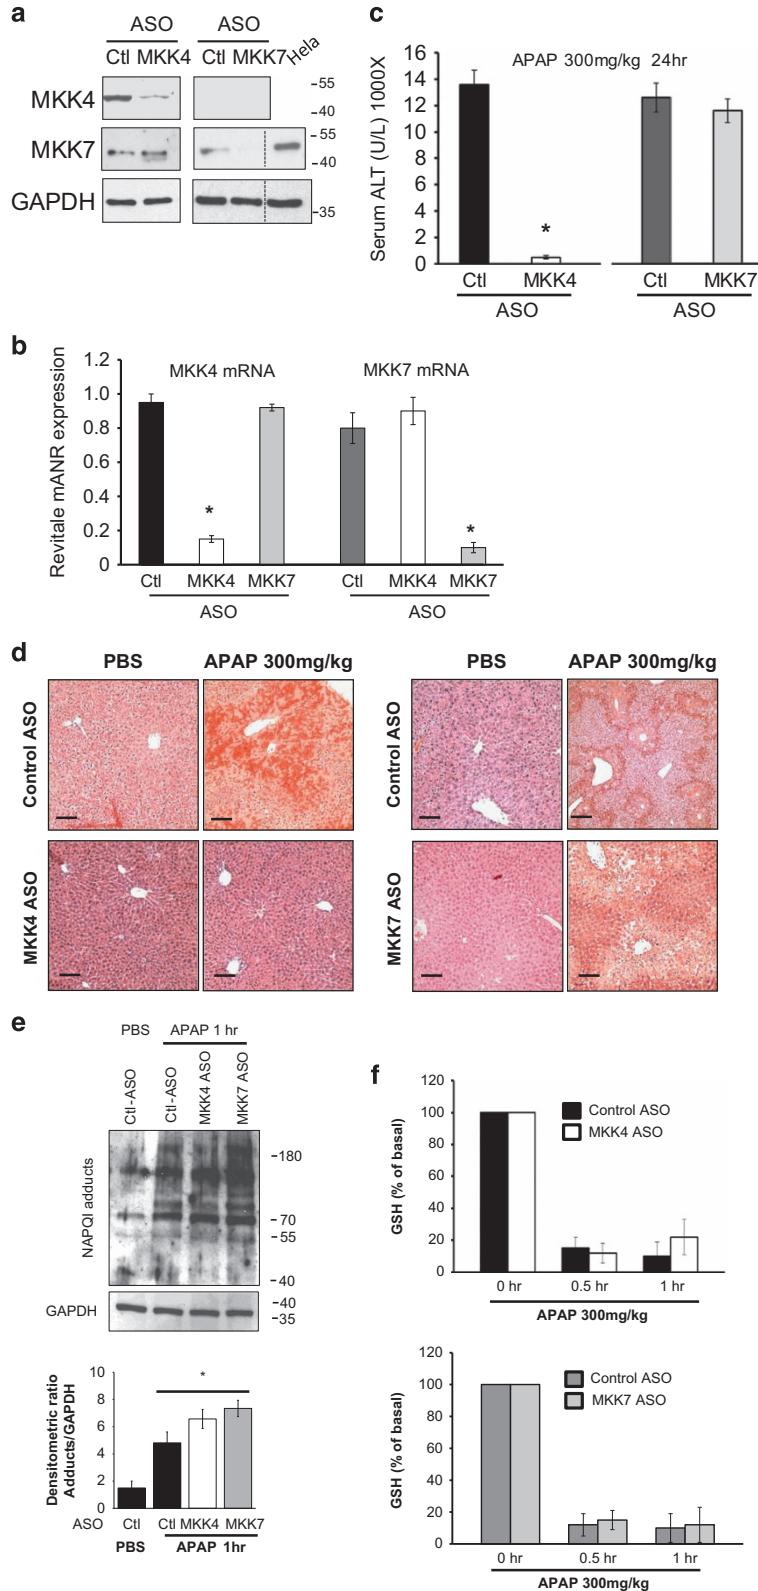 a
ASO
ASO
Ctl MKK4
Ctl MKK7 Hela
MKK4
-55
-40
MKK7
-55
-40
GAPDH
-35
c
APAP 300mg/kg 24hr
Serum ALT (U/L) 1000X
16
14
12
10
8
6
4
2
0
*
Ctl MKK4
Ctl MKK7
ASO
ASO
b
Revitale mANR expression
1.2
1.0
0.8
0.6
0.4
0.2
0
MKK4 mRNA
MKK7 mRNA
*
*
Ctl MKK4 MKK7
Ctl MKK4 MKK7
ASO
ASO
d
PBS APAP 300mg/kg
PBS APAP 300mg/kg
Control ASO
Control ASO
MKK4 ASO
MKK7 ASO
e
PBS APAP 1 hr
Ctl-ASO
Ctl-ASO
MKK4 ASO
MKK7 ASO
NAPQI adducts
-180
-70
-55
-40
GAPDH
-40
-35
Densitometric ratio
Adducts/GAPDH
10
8
6
4
2
0
*
ASO Ctl Ctl MKK4 MKK7
PBS APAP 1hr
f
GSH (% of basal)
120
100
80
60
40
20
0
Control ASO
MKK4 ASO
0 hr 0.5 hr 1 hr
APAP 300mg/kg
GSH (% of basal)
120
100
80
60
40
20
0
Control ASO
MKK7 ASO
0 hr 0.5 hr 1 hr
APAP 300mg/kg